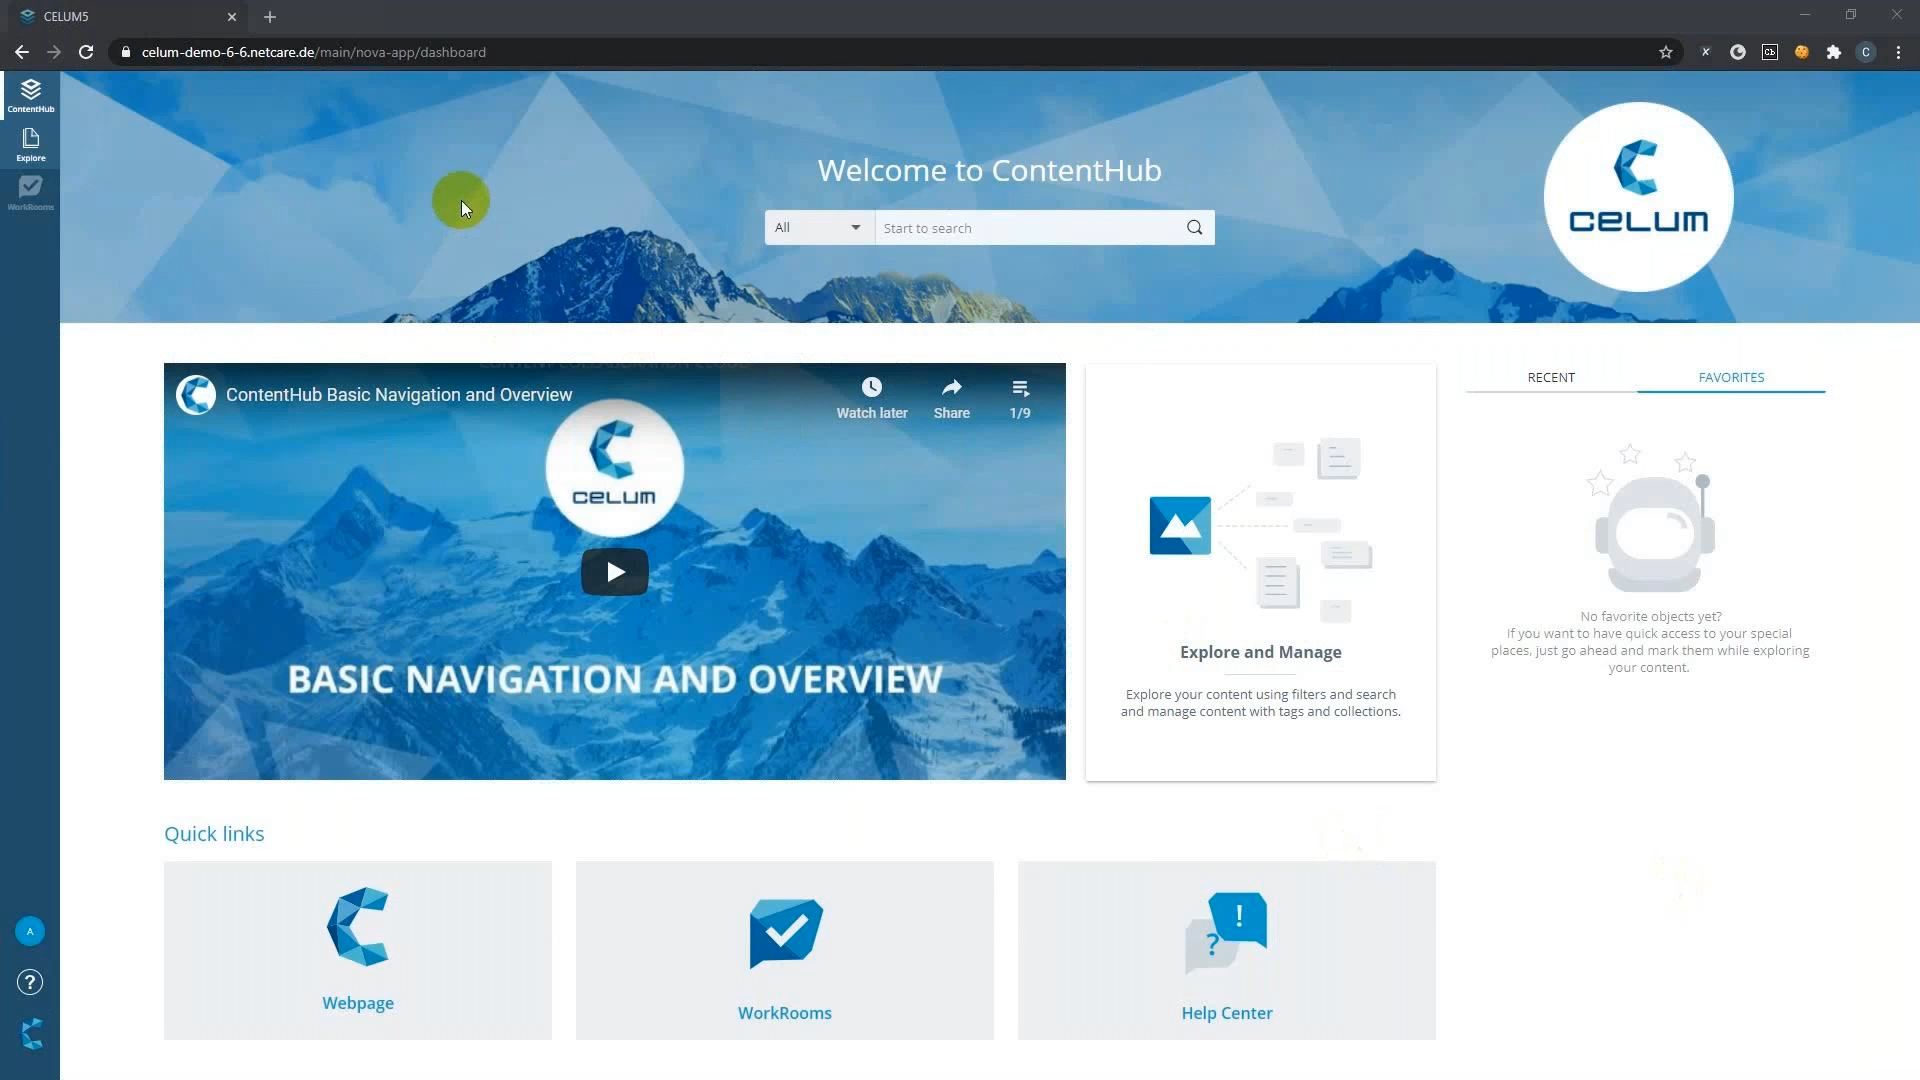 CELUM5
celum-demo-6-6.netcare.de/main/nova-app/dashboard
ContentHub
Explore
WorkRooms
Welcome to ContentHub
All
Start to search
CELUM
ContentHub Basic Navigation and Overview
Watch later
Share
1/9
CELUM
BASIC NAVIGATION AND OVERVIEW
Explore and Manage
Explore your content using filters and search
and manage content with tags and collections.
RECENT
FAVORITES
No favorite objects yet?
If you want to have quick access to your special
places, just go ahead and mark them while exploring
your content.
Quick links
Webpage
WorkRooms
? !
Help Center
A
?
C